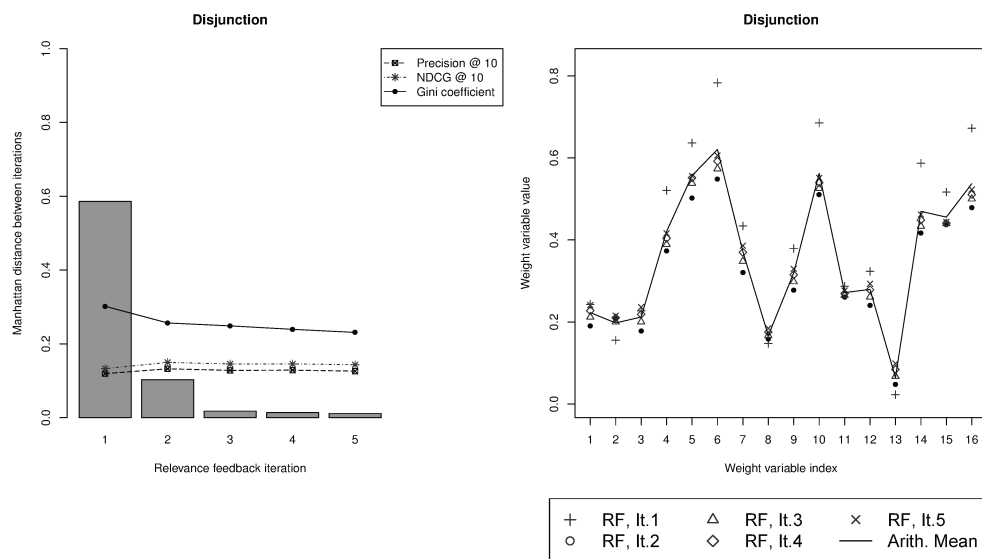 Disjunction
Manhattan distance between iterations
1.0
0.8
0.6
0.4
0.2
0.0
Precision @ 10
NDCG @ 10
Gini coefficient
1 2 3 4 5
Relevance feedback iteration
Disjunction
Weight variable value
0.8
0.6
0.4
0.2
0.0
1 2 3 4 5 6 7 8 9 10 11 12 13 14 15 16
Weight variable index
RF, It.1 RF, It.3 RF, It.5
RF, It.2 RF, It.4 Arith. Mean